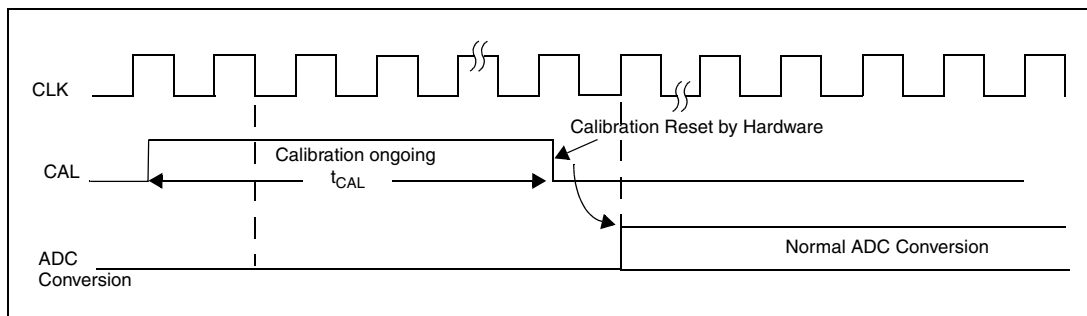 CLK
Calibration Reset by Hardware
CAL
Calibration ongoing
tCAL
ADC
Conversion
Normal ADC Conversion